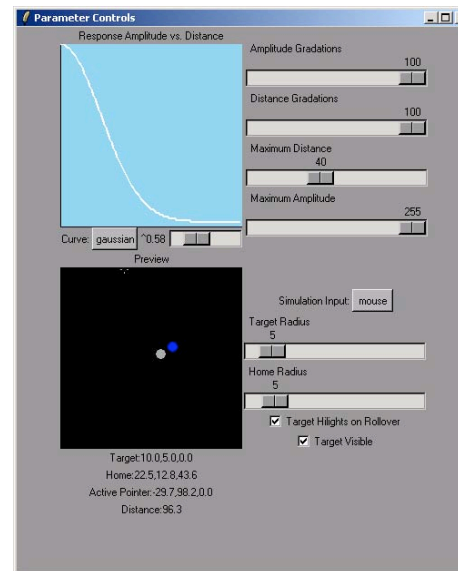 Parameter Controls
Response Amplitude vs. Distance
Amplitude Gradations
100
Distance Gradations
100
Maximum Distance
40
Maximum Amplitude
255
Curve: gaussian ^0.58
Preview
Simulation Input: mouse
Target Radius
5
Home Radius
5
Target Hilights on Rollover
Target Visible
Target:10.0,5.0,0.0
Home:22.5,12.8,43.6
Active Pointer:-29.7,98.2,0.0
Distance:96.3